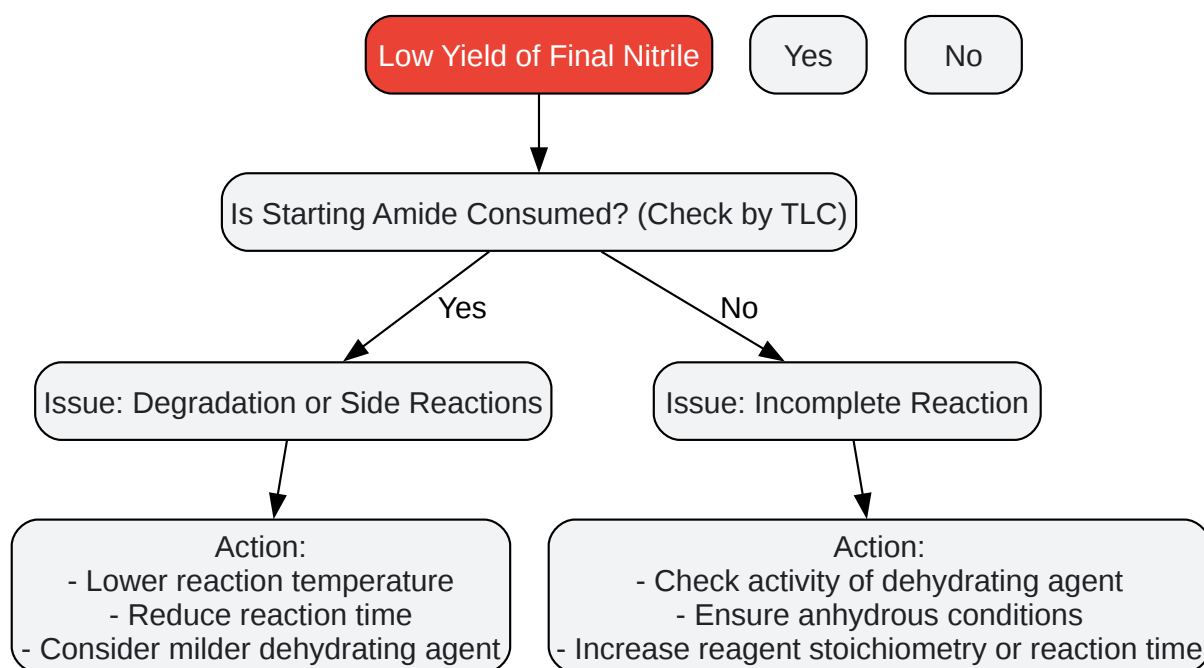 Low Yield of Final Nitrile
Yes
No
Is Starting Amide Consumed? (Check by TLC)
Yes
No
Issue: Degradation or Side Reactions
Issue: Incomplete Reaction
Action:
- Lower reaction temperature
- Reduce reaction time
- Consider milder dehydrating agent
Action:
- Check activity of dehydrating agent
- Ensure anhydrous conditions
- Increase reagent stoichiometry or reaction time